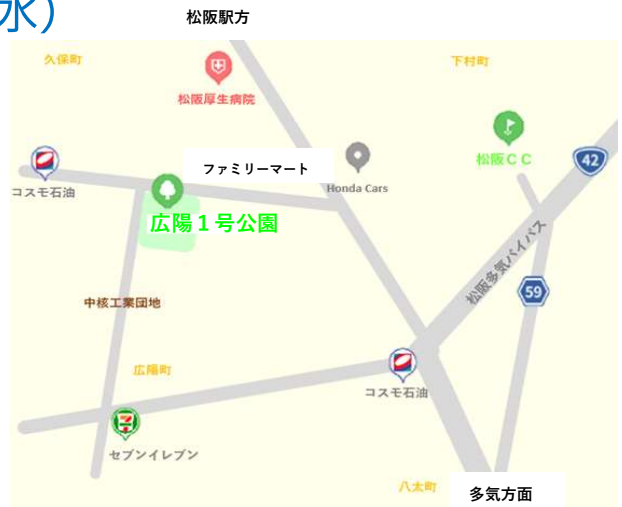 水）
松阪駅方
久保町
下村町
松阪厚生病院
松阪ＣＣ
42
ファミリーマート
コスモ石油
Honda Cars
広陽１号公園
松阪多気バイパス
59
中核工業団地
広陽町
コスモ石油
7
セブンイレブン
八太町
多気方面